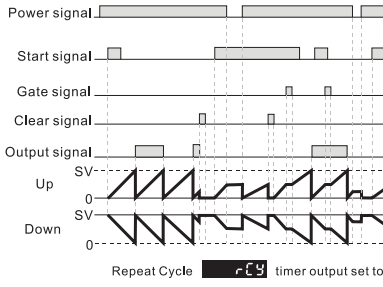 Power signal
Start signal
Gate signal
Clear signal
Output signal
SV
Up
0
SV
Down
0
Repeat Cycle rCY timer output set to